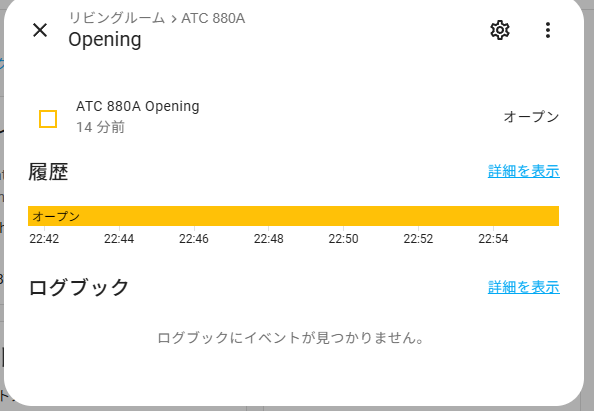 リビングルーム > ATC 880A
Opening
ATC 880A Opening
14 分前
オープン
履歴
詳細を表示
オープン
22:42 22:44 22:46 22:48 22:50 22:52 22:54
ログブック
詳細を表示
ログブックにイベントが見つかりません。